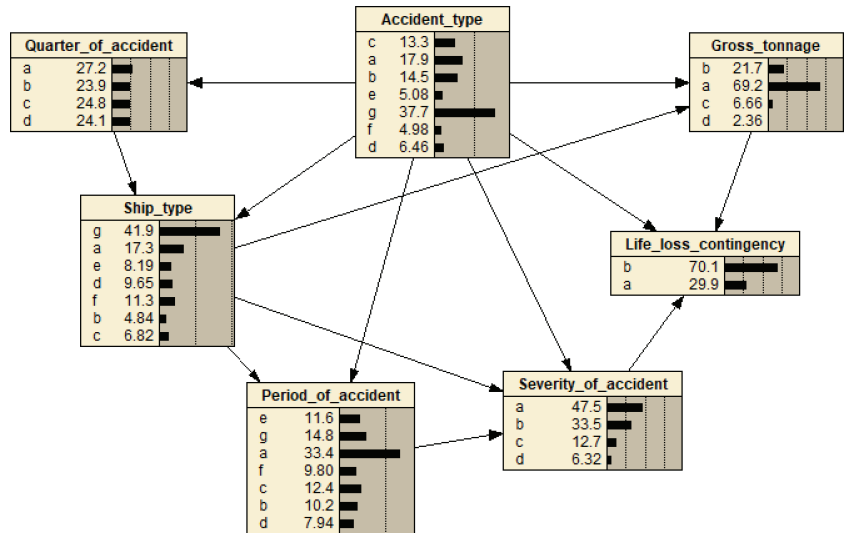 Accident_type
c 13.3
a 17.9
b 14.5
e 5.08
g 37.7
f 4.98
d 6.46
Quarter_of_accident
a 27.2
b 23.9
c 24.8
d 24.1
Gross_tonnage
b 21.7
a 69.2
c 6.66
d 2.36
Ship_type
g 41.9
a 17.3
e 8.19
d 9.65
f 11.3
b 4.84
c 6.82
Life_loss_contingency
b 70.1
a 29.9
Period_of_accident
e 11.6
g 14.8
a 33.4
f 9.80
c 12.4
b 10.2
d 7.94
Severity_of_accident
a 47.5
b 33.5
c 12.7
d 6.32